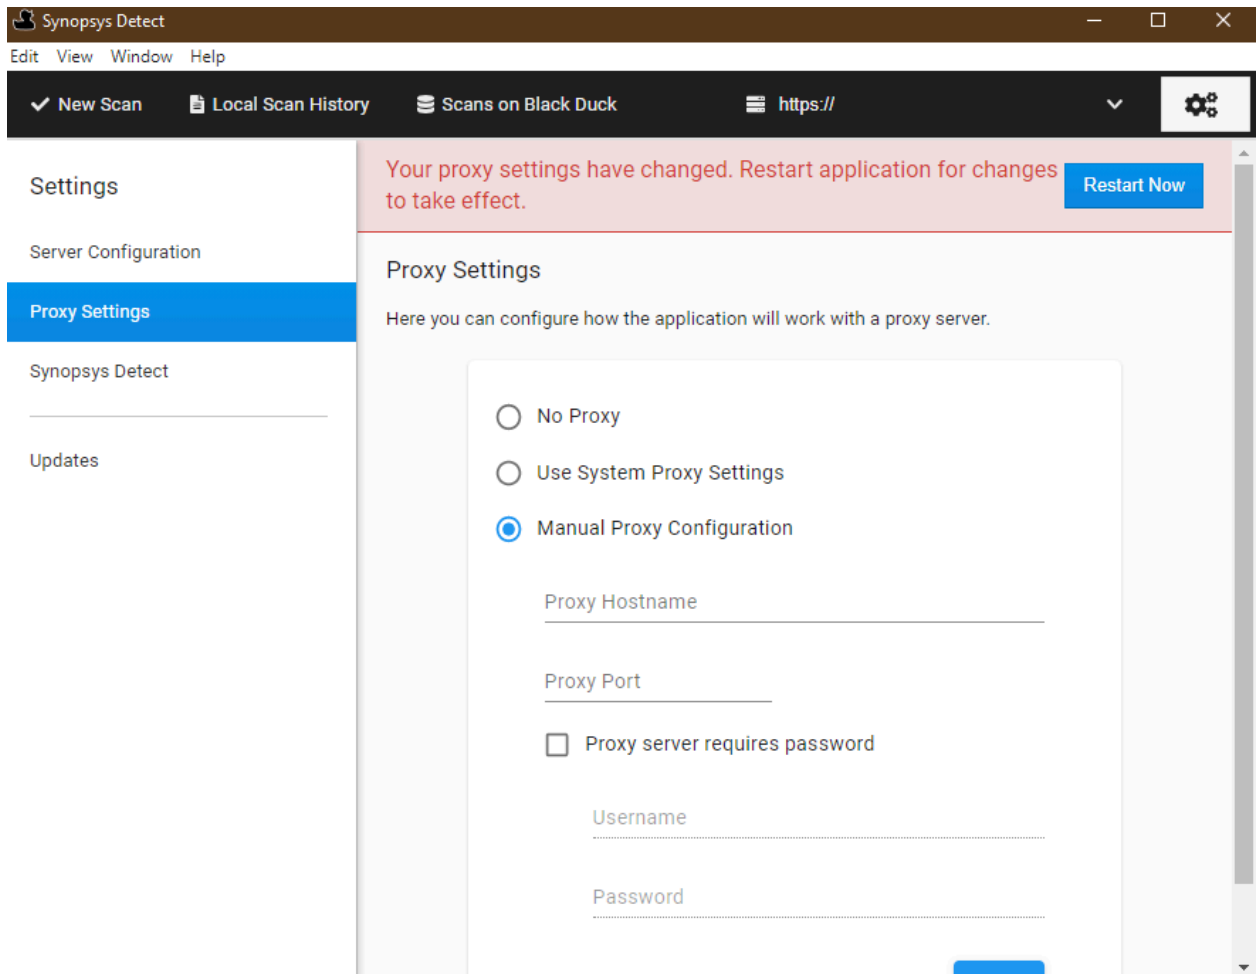 Synopsys Detect
Edit View Window Help
New Scan Local Scan History Scans on Black Duck https://
Settings
Server Configuration
Proxy Settings
Synopsys Detect
Updates
Your proxy settings have changed. Restart application for changes
to take effect.
Restart Now
Proxy Settings
Here you can configure how the application will work with a proxy server.
No Proxy
Use System Proxy Settings
Manual Proxy Configuration
Proxy Hostname
Proxy Port
Proxy server requires password
Username
Password